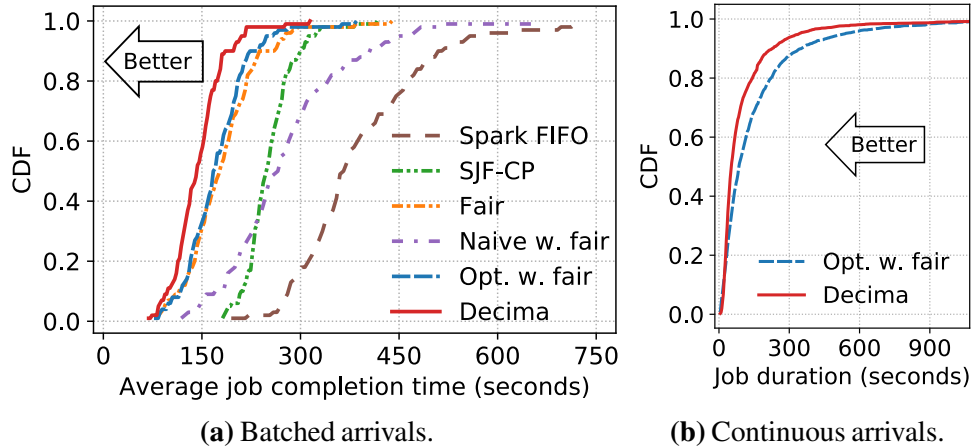 CDF
1.0
0.8
0.6
0.4
0.2
0.0
Better
Spark FIFO
SJF-CP
Fair
Naive w. fair
Opt. w. fair
Decima
0 150 300 450 600 750
Average job completion time (seconds)
(a) Batched arrivals.
CDF
1.0
0.8
0.6
0.4
0.2
0.0
Better
Opt. w. fair
Decima
0 300 600 900
Job duration (seconds)
(b) Continuous arrivals.